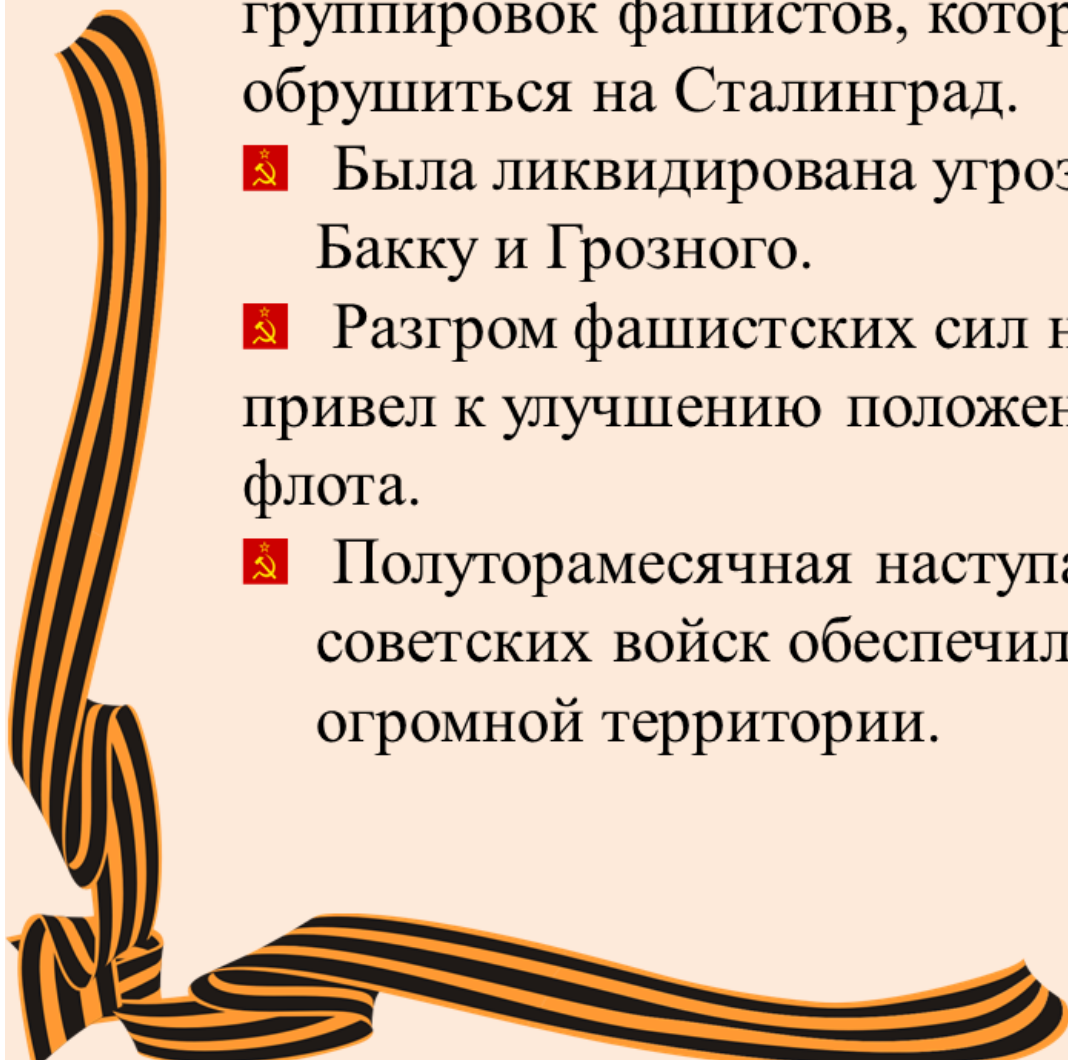 группировок фашистов, котор
обрушиться на Сталинград.
Была ликвидирована угроз
Бакку и Грозного.
Разгром фашистских сил н
привел к улучшению положен
флота.
Полуторамесячная наступа
советских войск обеспечил
огромной территории.